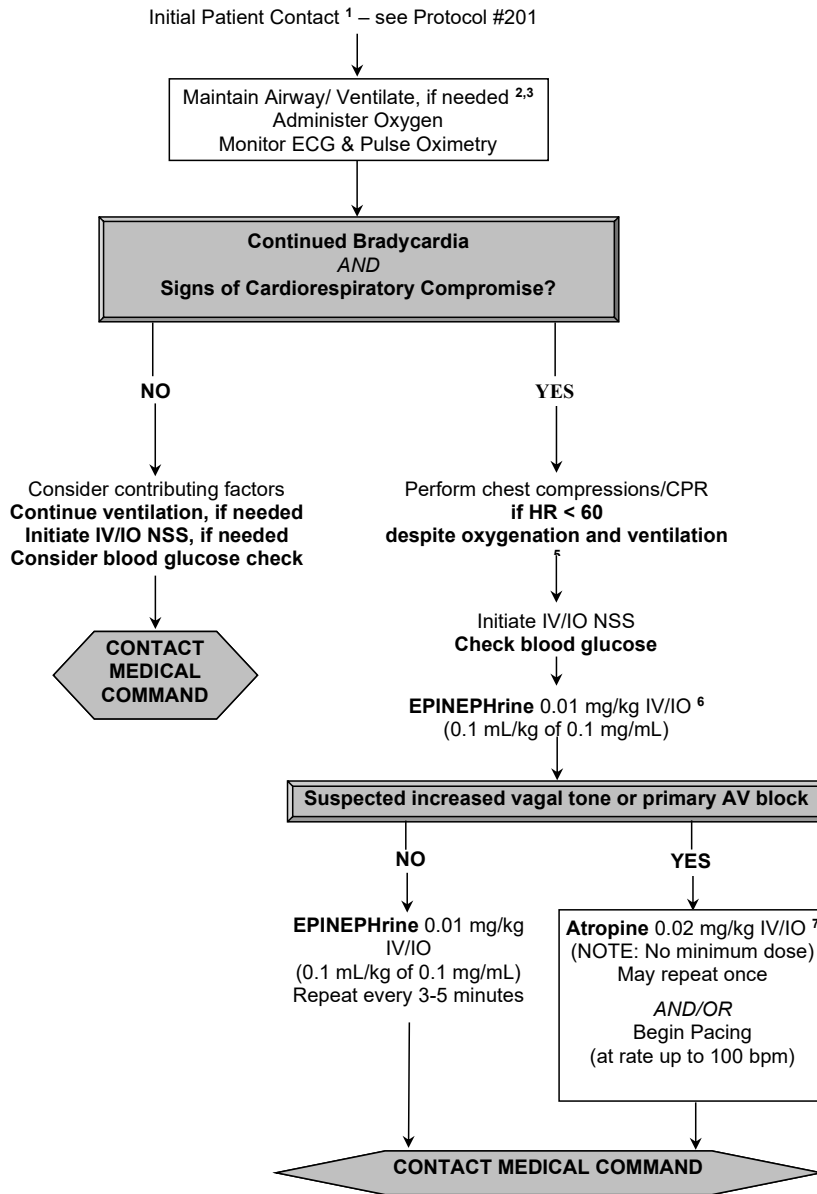 Initial Patient Contact 1 – see Protocol #201
Maintain Airway/ Ventilate, if needed 2,3
Administer Oxygen
Monitor ECG & Pulse Oximetry
Continued Bradycardia
AND
Signs of Cardiorespiratory Compromise?
NO
Consider contributing factors
Continue ventilation, if needed
Initiate IV/IO NSS, if needed
Consider blood glucose check
CONTACT
MEDICAL
COMMAND
YES
Perform chest compressions/CPR
if HR < 60
despite oxygenation and ventilation
5
Initiate IV/IO NSS
Check blood glucose
EPINEPHrine 0.01 mg/kg IV/IO 6
(0.1 mL/kg of 0.1 mg/mL)
Suspected increased vagal tone or primary AV block
NO
EPINEPHrine 0.01 mg/kg
IV/IO
(0.1 mL/kg of 0.1 mg/mL)
Repeat every 3-5 minutes
YES
Atropine 0.02 mg/kg IV/IO 7
(NOTE: No minimum dose)
May repeat once
AND/OR
Begin Pacing
(at rate up to 100 bpm)
CONTACT MEDICAL COMMAND